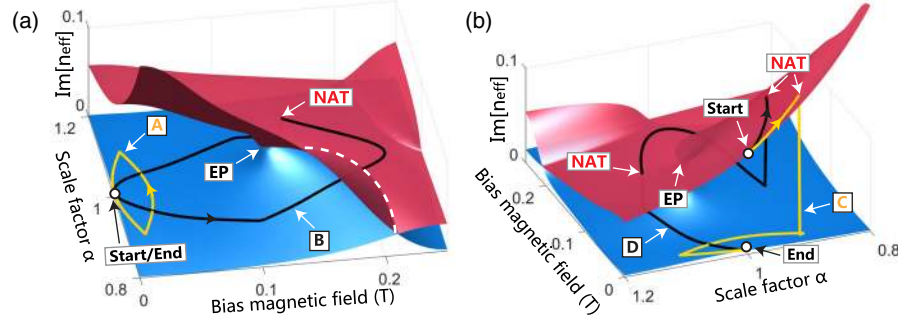 (a)
0.1
Im[neff]
0
1.2
Scale factor α
1
0.8
A
NAT
EP
B
Start/End
0
0.1
0.2
Bias magnetic field (T)
(b)
0.1
Im[neff]
0
0.2
Bias magnetic field (T)
0.1
0
1.2
NAT
Start
NAT
EP
C
D
End
1
0.8
Scale factor α